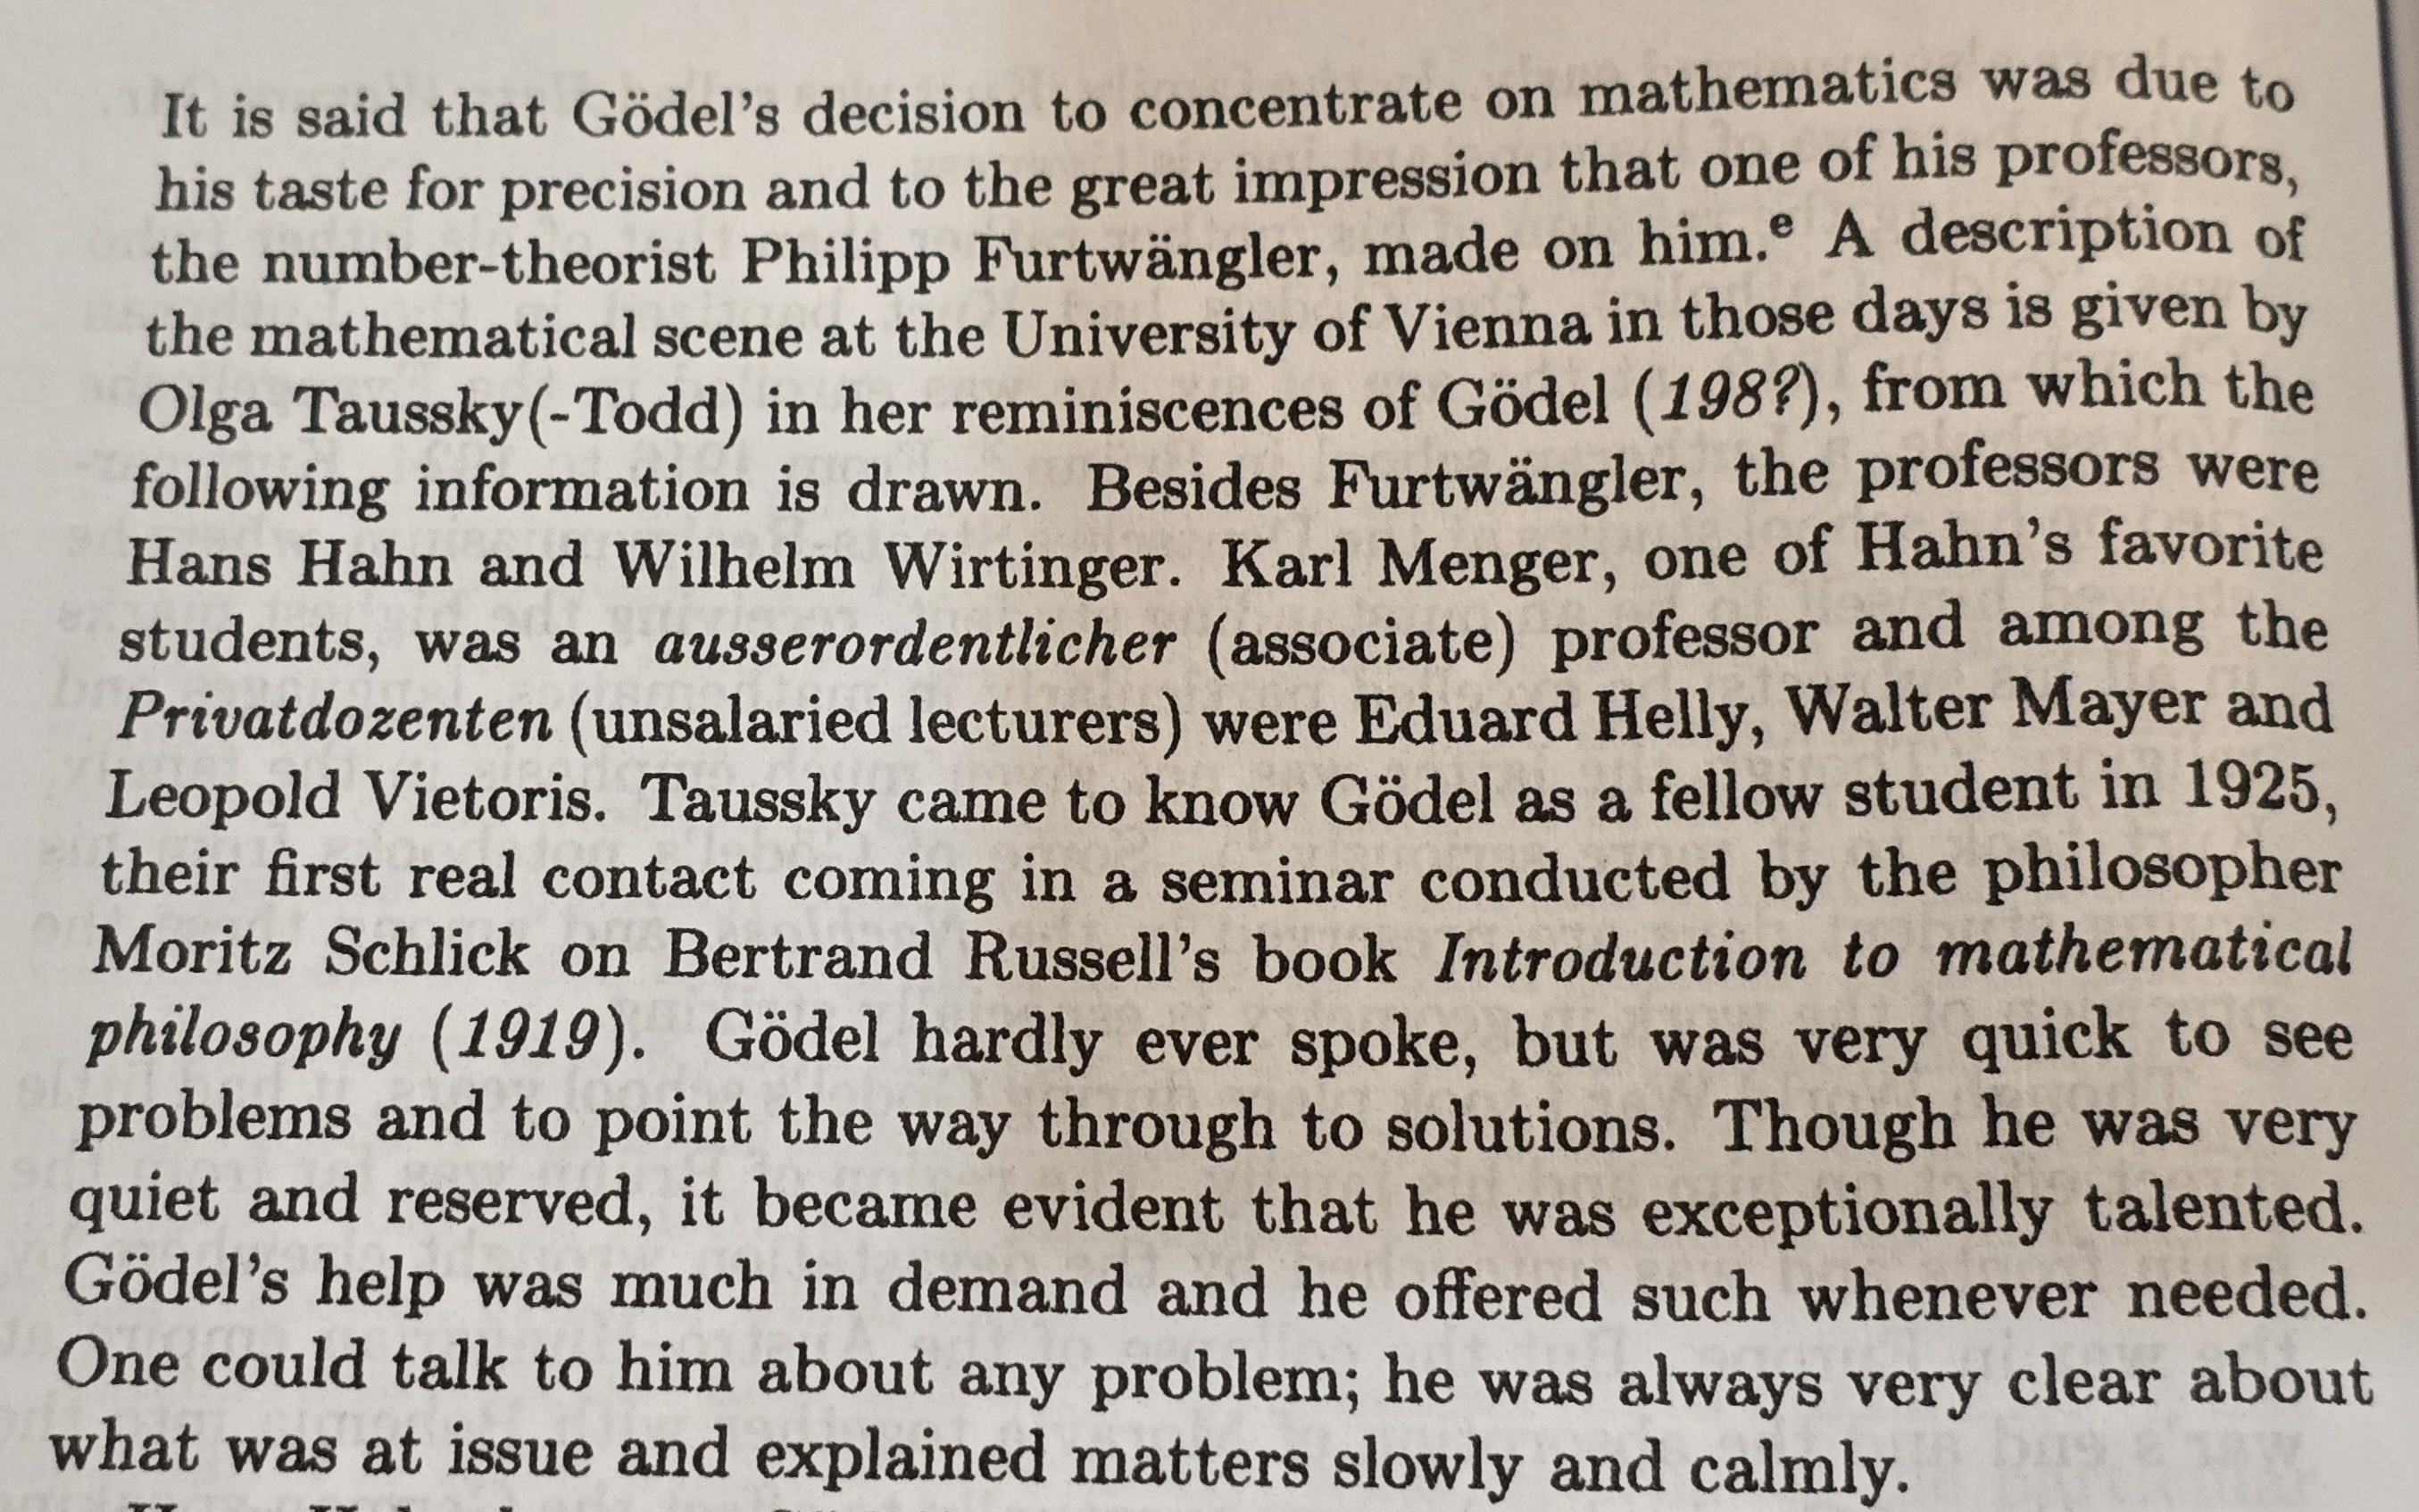 It is said that Gödel's decision to concentrate on mathematics was due to
his taste for precision and to the great impression that one of his professors,
the number-theorist Philipp Furtwängler, made on him.ᵉ A description of
the mathematical scene at the University of Vienna in those days is given by
Olga Taussky(-Todd) in her reminiscences of Gödel (198?), from which the
following information is drawn. Besides Furtwängler, the professors were
Hans Hahn and Wilhelm Wirtinger. Karl Menger, one of Hahn's favorite
students, was an ausserordentlicher (associate) professor and among the
Privatdozenten (unsalaried lecturers) were Eduard Helly, Walter Mayer and
Leopold Vietoris. Taussky came to know Gödel as a fellow student in 1925,
their first real contact coming in a seminar conducted by the philosopher
Moritz Schlick on Bertrand Russell's book Introduction to mathematical
philosophy (1919). Gödel hardly ever spoke, but was very quick to see
problems and to point the way through to solutions. Though he was very
quiet and reserved, it became evident that he was exceptionally talented.
Gödel's help was much in demand and he offered such whenever needed.
One could talk to him about any problem; he was always very clear about
what was at issue and explained matters slowly and calmly.